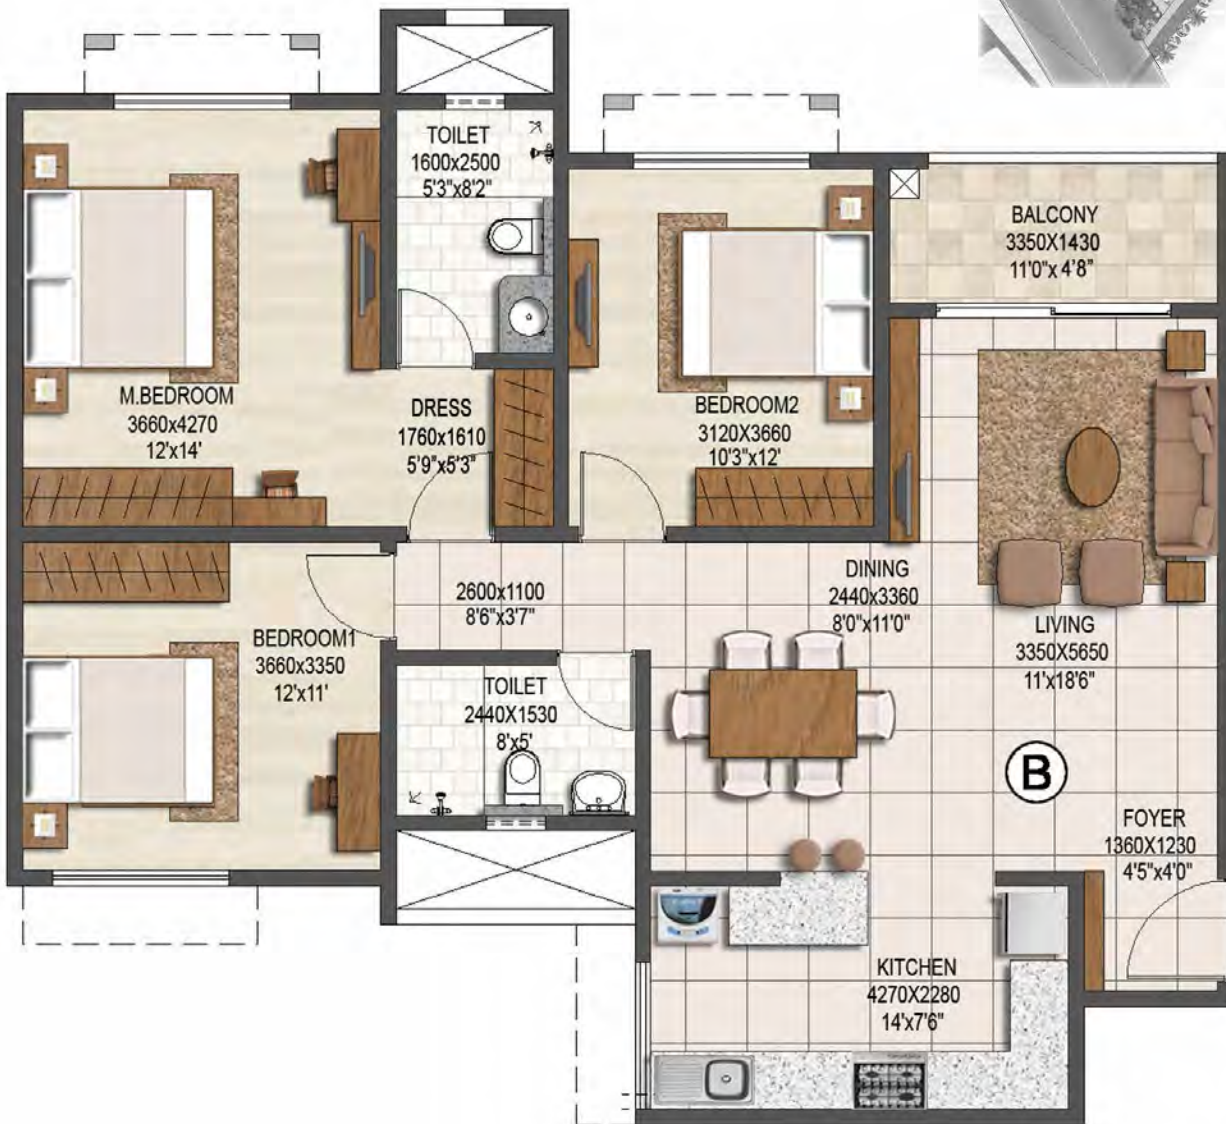 TOILET
1600x2500
5'3"x8'2"
BALCONY
3350X1430
11'0"x 4'8"
M.BEDROOM
3660x4270
12'x14'
DRESS
1760x1610
5'9"x5'3"
BEDROOM2
3120X3660
10'3"x12'
2600x1100
8'6"x3'7"
DINING
2440x3360
8'0"x11'0"
LIVING
3350X5650
11'x18'6"
BEDROOM1
3660x3350
12'x11'
TOILET
2440X1530
8'x5'
B
FOYER
1360X1230
4'5"x4'0"
KITCHEN
4270X2280
14'x7'6"